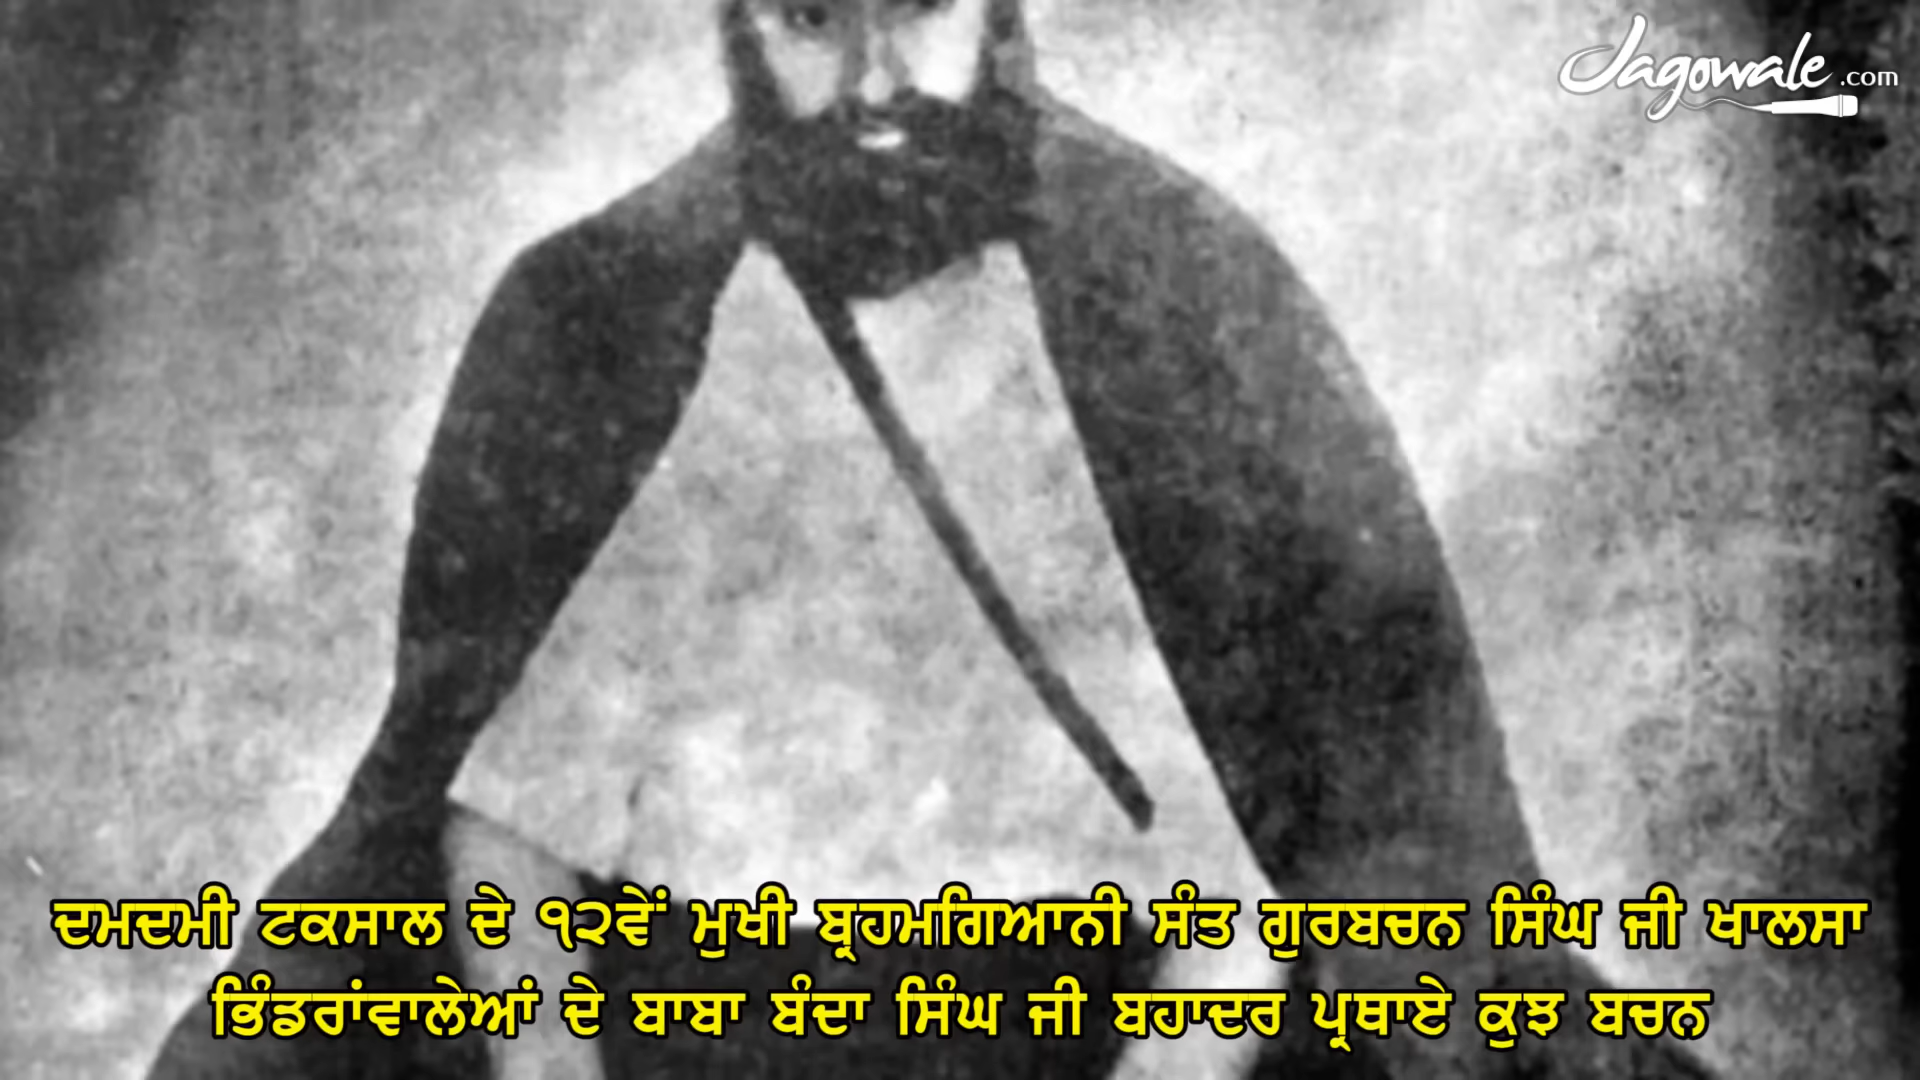 Jagowale.com
ਦਮਦਮੀ ਟਕਸਾਲ ਦੇ ੧੨ਵੇਂ ਮੁਖੀ ਬ੍ਰਹਮਗਿਆਨੀ ਸੰਤ ਗੁਰਬਚਨ ਸਿੰਘ ਜੀ ਖਾਲਸਾ
ਭਿੰਡਰਾਂਵਾਲੇਆਂ ਦੇ ਬਾਬਾ ਬੰਦਾ ਸਿੰਘ ਜੀ ਬਹਾਦਰ ਪ੍ਰਥਾਏ ਕੁਝ ਬਚਨ